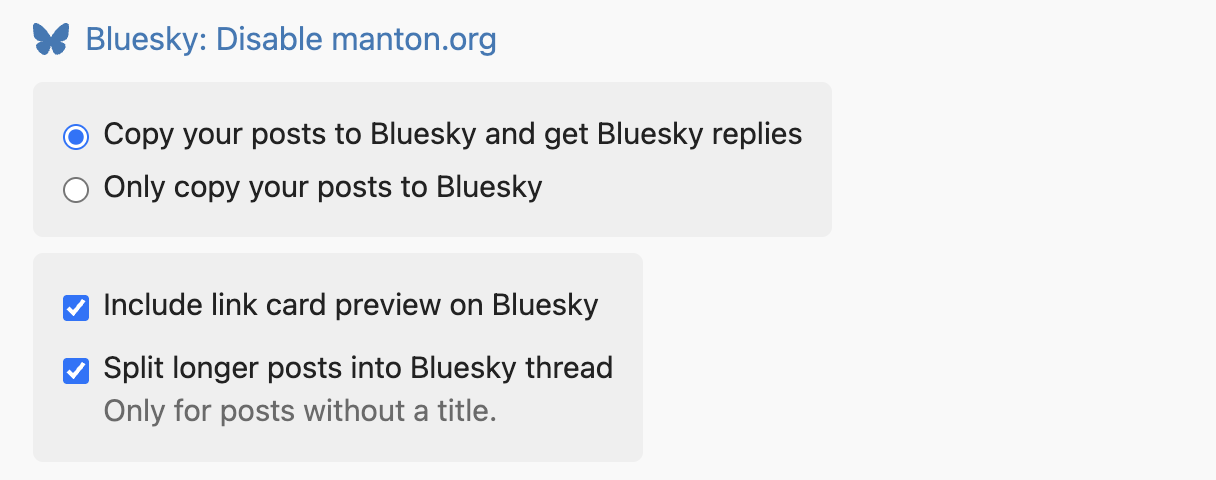 Bluesky: Disable manton.org
Copy your posts to Bluesky and get Bluesky replies
Only copy your posts to Bluesky
Include link card preview on Bluesky
Split longer posts into Bluesky thread
Only for posts without a title.